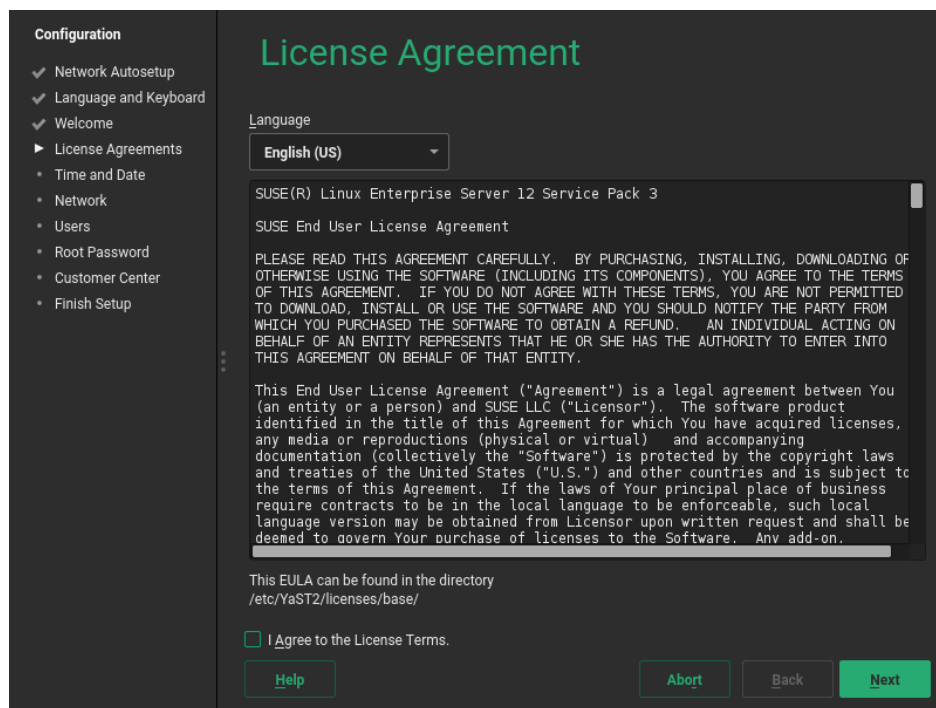 Configuration
Network Autosetup
Language and Keyboard
Welcome
License Agreements
Time and Date
Network
Users
Root Password
Customer Center
Finish Setup
License Agreement
Language
English (US)
SUSE(R) Linux Enterprise Server 12 Service Pack 3
SUSE End User License Agreement
PLEASE READ THIS AGREEMENT CAREFULLY.  BY PURCHASING, INSTALLING, DOWNLOADING OR
OTHERWISE USING THE SOFTWARE (INCLUDING ITS COMPONENTS), YOU AGREE TO THE TERMS
OF THIS AGREEMENT.  IF YOU DO NOT AGREE WITH THESE TERMS, YOU ARE NOT PERMITTED
TO DOWNLOAD, INSTALL OR USE THE SOFTWARE AND YOU SHOULD NOTIFY THE PARTY FROM
WHICH YOU PURCHASED THE SOFTWARE TO OBTAIN A REFUND.   AN INDIVIDUAL ACTING ON
BEHALF OF AN ENTITY REPRESENTS THAT HE OR SHE HAS THE AUTHORITY TO ENTER INTO
THIS AGREEMENT ON BEHALF OF THAT ENTITY.
This End User License Agreement ("Agreement") is a legal agreement between You
(an entity or a person) and SUSE LLC ("Licensor").  The software product
identified in the title of this Agreement for which You have acquired licenses,
any media or reproductions (physical or virtual)   and accompanying
documentation (collectively the "Software") is protected by the copyright laws
and treaties of the United States ("U.S.") and other countries and is subject to
the terms of this Agreement.  If the laws of Your principal place of business
require contracts to be in the local language to be enforceable, such local
language version may be obtained from Licensor upon written request and shall be
deemed to govern Your purchase of licenses to the Software.  Any add-on,
This EULA can be found in the directory
/etc/YaST2/licenses/base/
I Agree to the License Terms.
Help
Abort
Back
Next